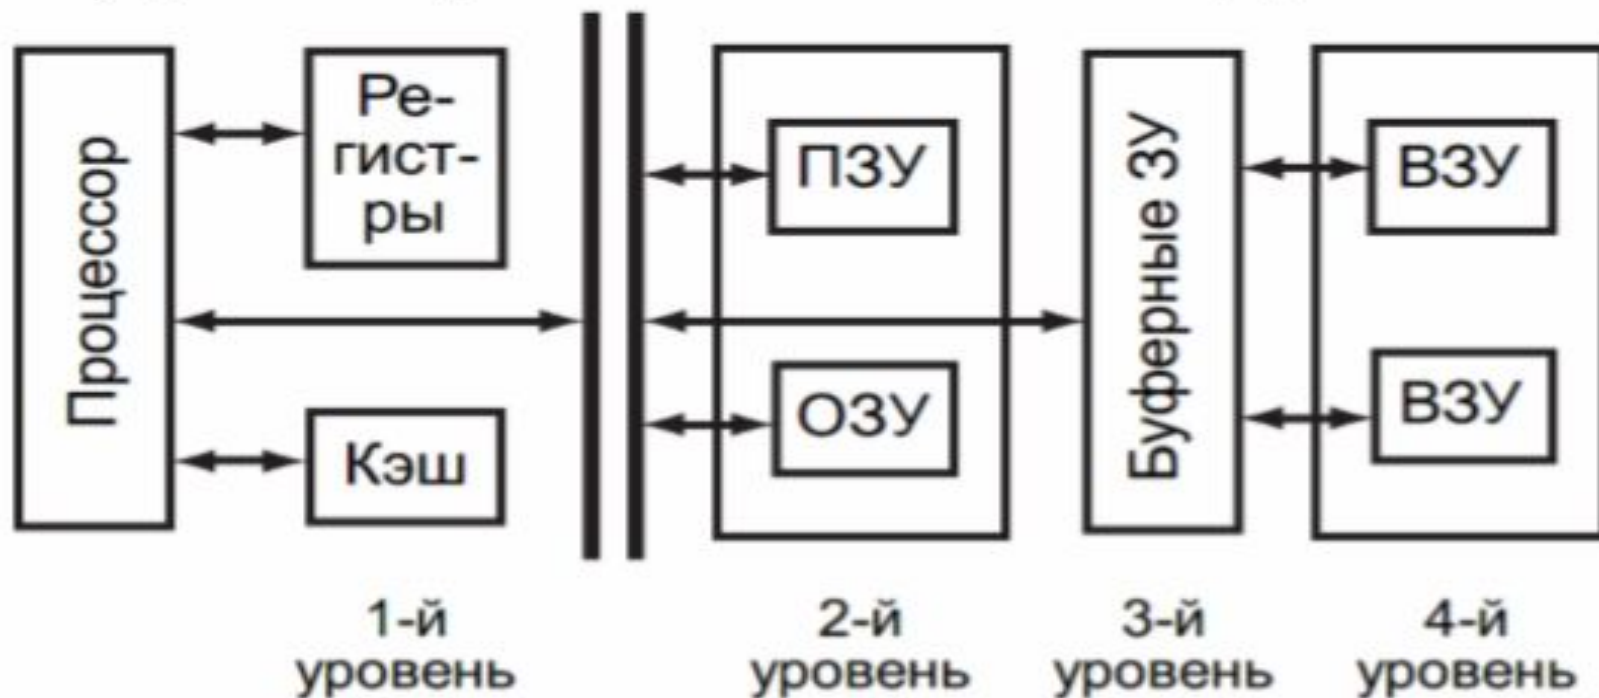 Процессор
Ре-
гист-
ры
Кэш
ПЗУ
ОЗУ
Буферные ЗУ
ВЗУ
ВЗУ
1-й
уровень
2-й
уровень
3-й
уровень
4-й
уровень